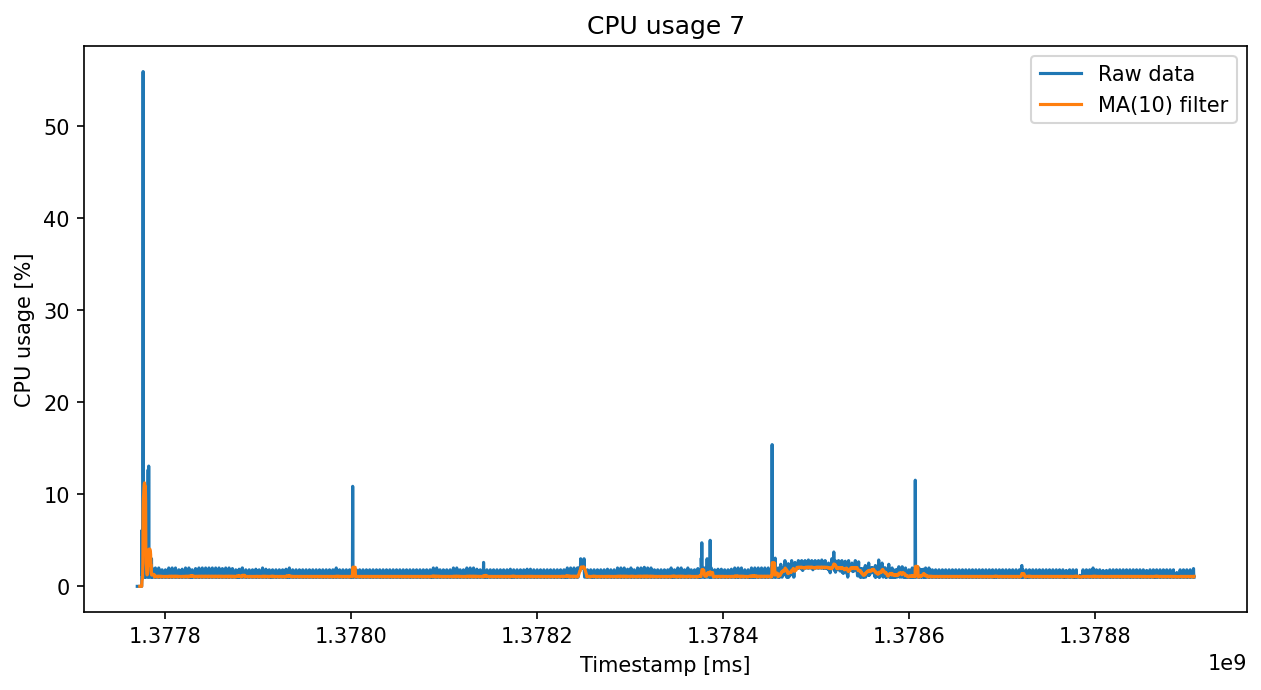 CPU usage 7
Raw data
MA(10) filter
CPU usage [%]
50
40
30
20
10
0
1.3778 1.3780 1.3782 1.3784 1.3786 1.3788
1e9
Timestamp [ms]